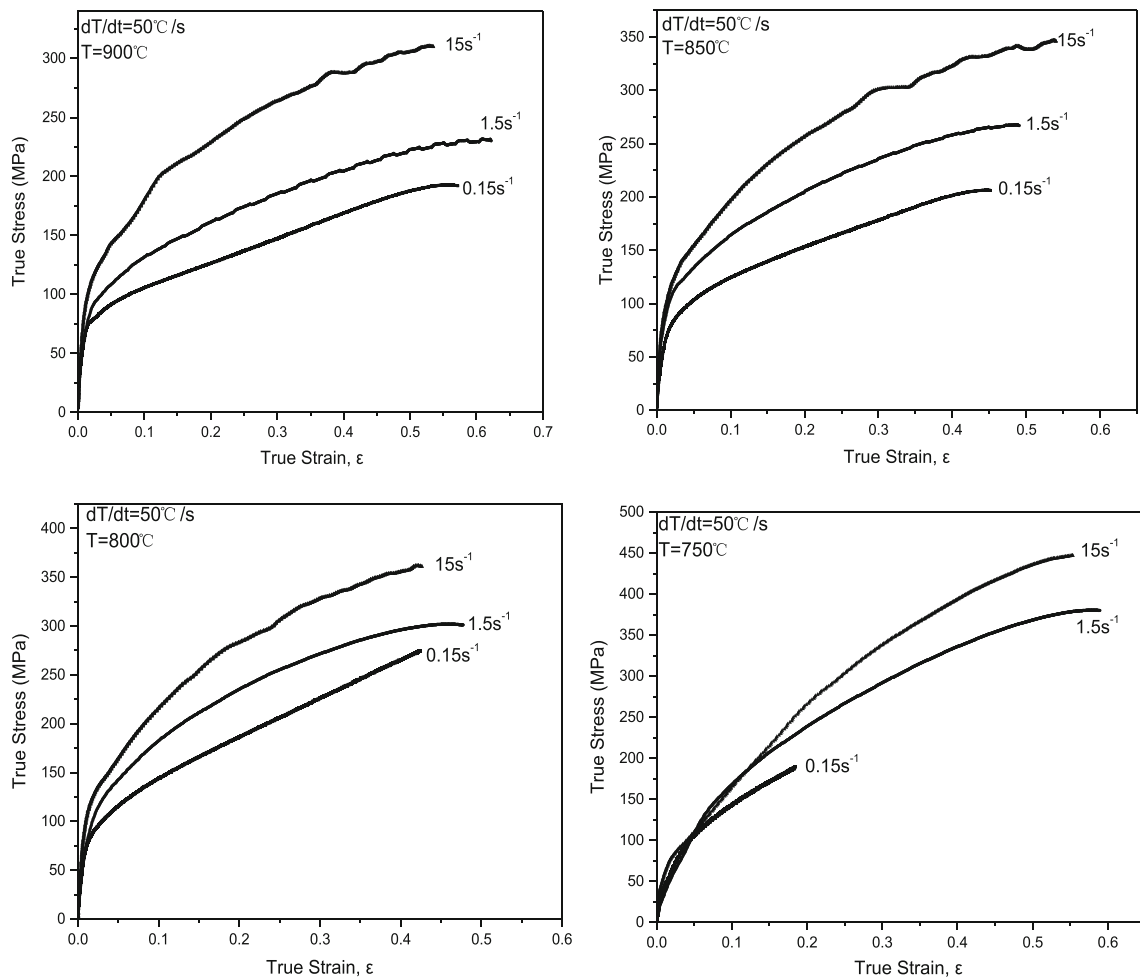 dT/dt=50℃/s
T=900℃
15s⁻¹
1.5s⁻¹
0.15s⁻¹
300
250
200
150
100
50
0
True Stress (MPa)
0.0 0.1 0.2 0.3 0.4 0.5 0.6 0.7
True Strain, ε
dT/dt=50℃/s
T=850℃
15s⁻¹
1.5s⁻¹
0.15s⁻¹
350
300
250
200
150
100
50
0
True Stress (MPa)
0.0 0.1 0.2 0.3 0.4 0.5 0.6
True Strain, ε
dT/dt=50℃/s
T=800℃
15s⁻¹
1.5s⁻¹
0.15s⁻¹
400
350
300
250
200
150
100
50
0
True Stress (MPa)
0.0 0.1 0.2 0.3 0.4 0.5 0.6
True Strain, ε
dT/dt=50℃/s
T=750℃
15s⁻¹
1.5s⁻¹
0.15s⁻¹
500
450
400
350
300
250
200
150
100
50
0
True Stress (MPa)
0.0 0.1 0.2 0.3 0.4 0.5 0.6
True Strain, ε